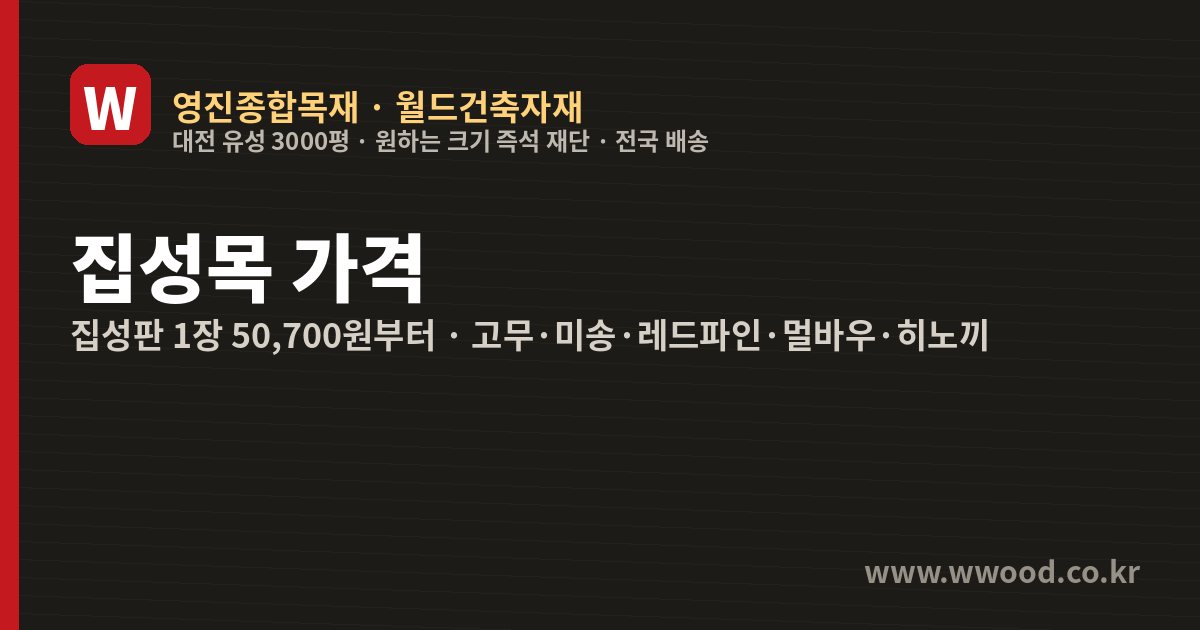 W
영진종합목재 · 월드건축자재
대전 유성 3000평 · 원하는 크기 즉석 재단 · 전국 배송
집성목 가격
집성판 1장 50,700원부터 · 고무·미송·레드파인·멀바우·히노끼
www.wwood.co.kr